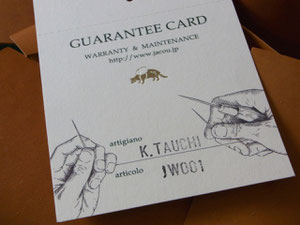 GUARANTEE CARD
WARRANTY & MAINTENANCE
http://www.jacou.jp
artigiano K.TAUCHI
articolo JW001